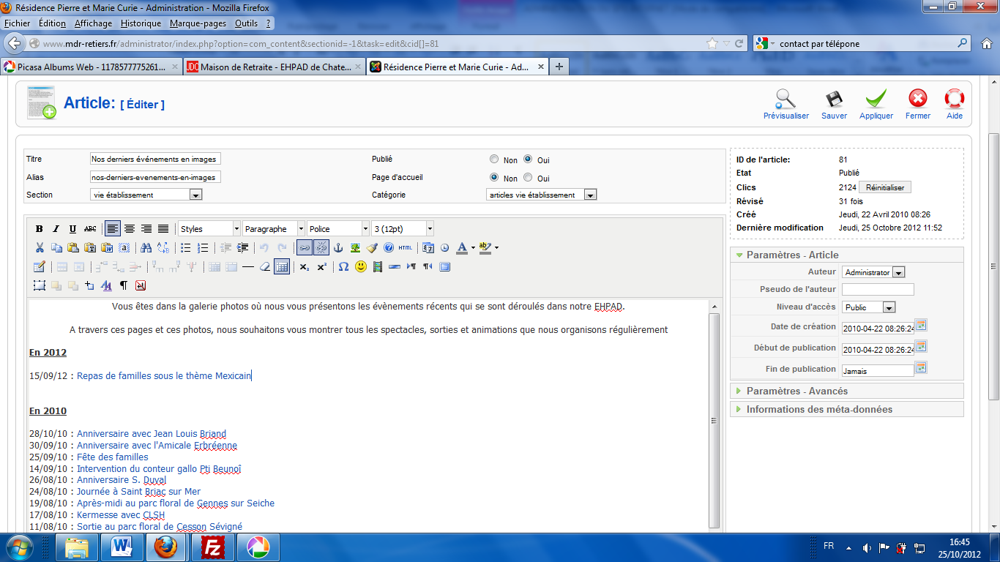 Résidence Pierre et Marie Curie - Administration - Mozilla Firefox
Fichier Édition Affichage Historique Marque-pages Outils ?
www.mdr-retiers.fr/administrator/index.php?option=com_content&sectionid=-1&task=edit&cid[]=81
contact par télépone
Picasa Albums Web - 1178577775261...
JDC Maison de Retraite - EHPAD de Chate...
Résidence Pierre et Marie Curie - Ad...
Article: [ Éditer ]
Prévisualiser Sauver Appliquer Fermer Aide
Titre Nos derniers événements en images Publié Non Oui
Alias nos-derniers-evenements-en-images Page d'accueil Non Oui
Section vie établissement Catégorie articles vie établissement
ID de l'article: 81
Etat Publié
Clics 2124 Réinitialiser
Révisé 31 fois
Créé Jeudi, 22 Avril 2010 08:26
Dernière modification Jeudi, 25 Octobre 2012 11:52
B I U ABC Styles Paragraphe Police 3 (12pt)
HTML
Paramètres - Article
Auteur Administrator
Pseudo de l'auteur
Niveau d'accès Public
Date de création 2010-04-22 08:26:24
Début de publication 2010-04-22 08:26:24
Fin de publication Jamais
Paramètres - Avancés
Informations des méta-données
Vous êtes dans la galerie photos où nous vous présentons les évènements récents qui se sont déroulés dans notre EHPAD.
A travers ces pages et ces photos, nous souhaitons vous montrer tous les spectacles, sorties et animations que nous organisons régulièrement
En 2012
15/09/12 : Repas de familles sous le thème Mexicain
En 2010
28/10/10 : Anniversaire avec Jean Louis Briand
30/09/10 : Anniversaire avec l'Amicale Erbréenne
25/09/10 : Fête des familles
14/09/10 : Intervention du conteur gallo Pti Beunoî
26/08/10 : Anniversaire S. Duval
24/08/10 : Journée à Saint Briac sur Mer
19/08/10 : Après-midi au parc floral de Gennes sur Seiche
17/08/10 : Kermesse avec CLSH
11/08/10 : Sortie au parc floral de Cesson Sévigné
FR
16:45
25/10/2012